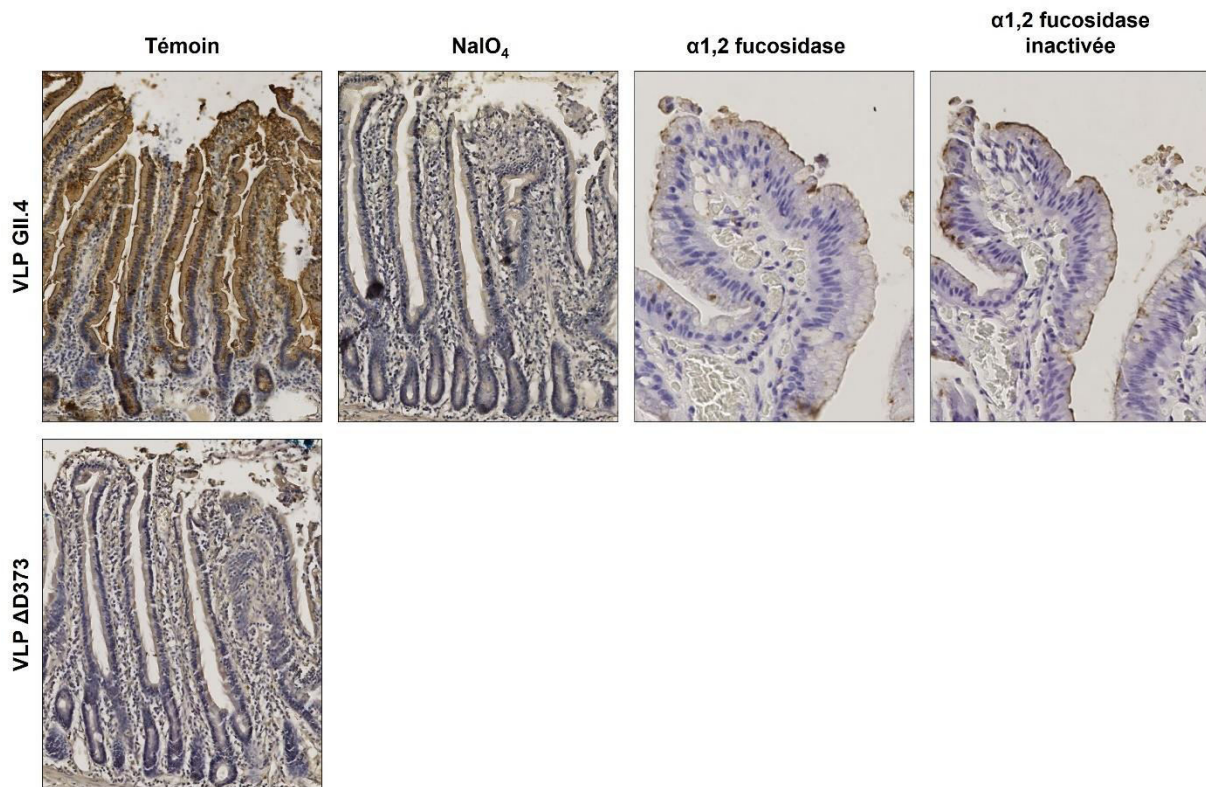 Témoin
NaIO₄
α1,2 fucosidase
α1,2 fucosidase
inactivée
VLP GII.4
VLP ΔD373